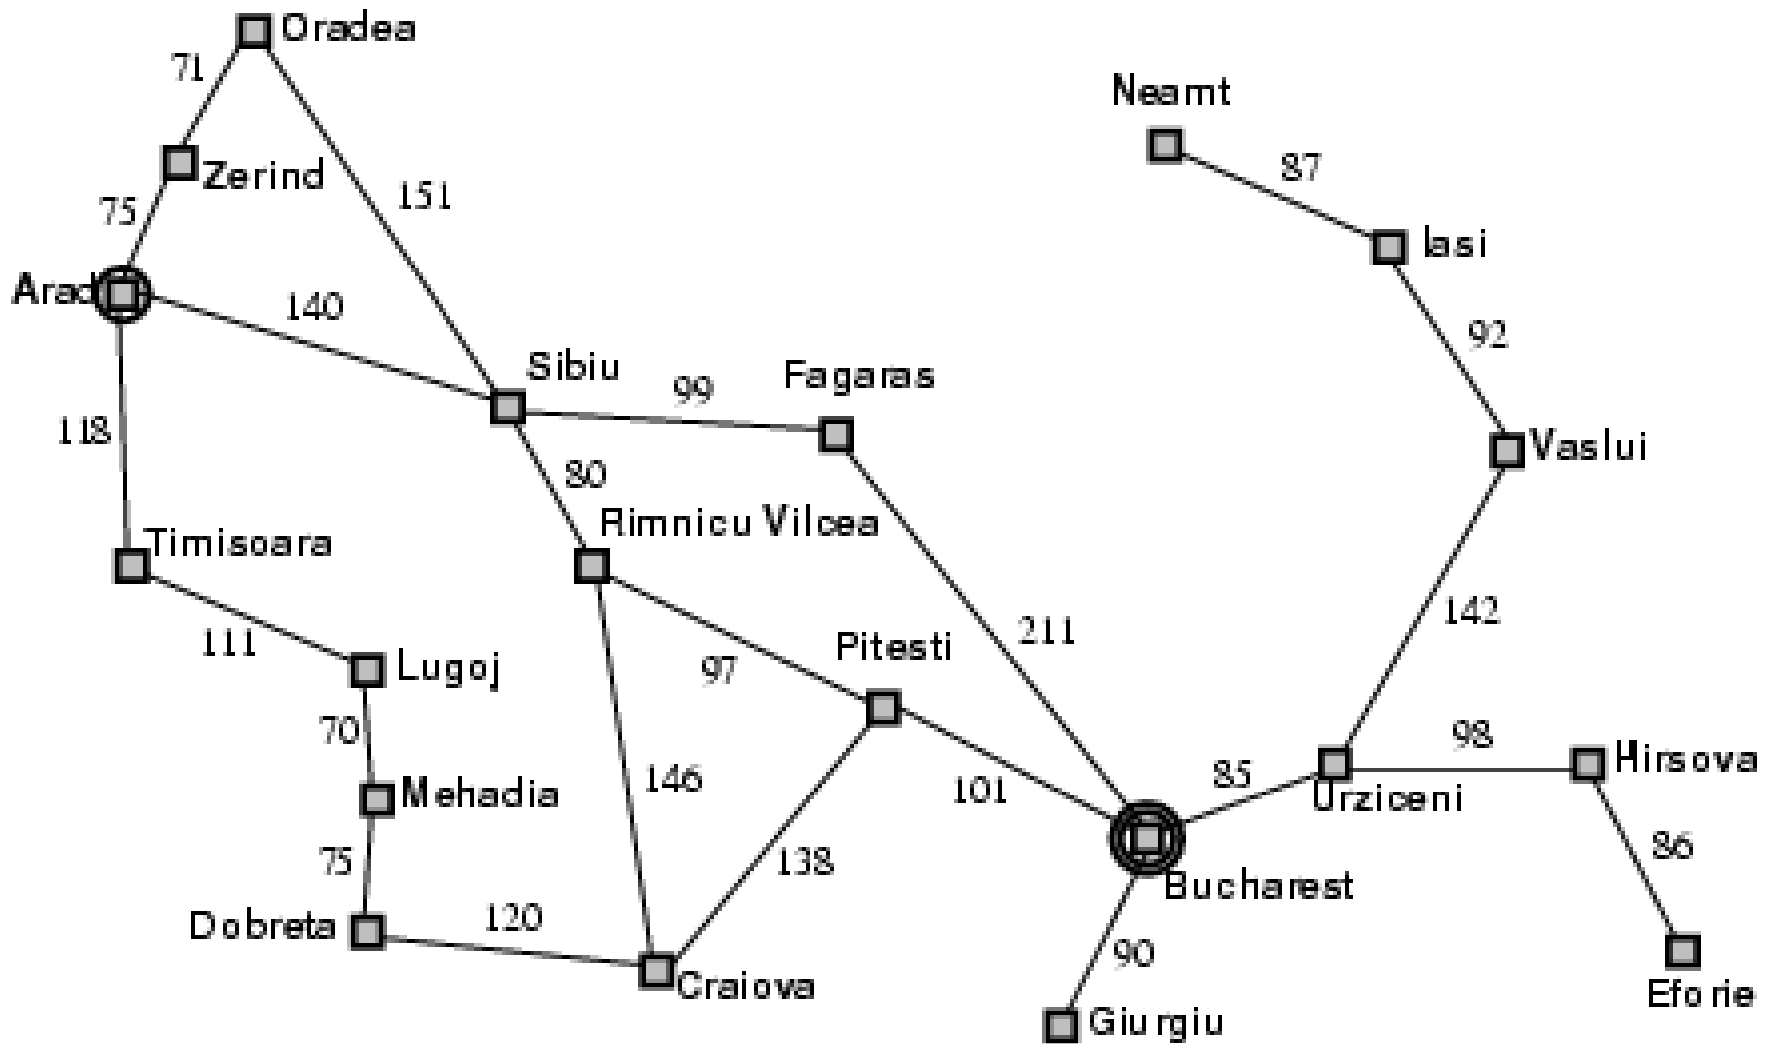 Oradea
71
Neamt
87
Zerind
151
75
Iasi
Arad
140
92
Sibiu
99
Fagaras
118
Vaslui
80
Rimnicu Vilcea
Timisoara
142
211
111
Lugoj
97
Pitesti
70
98
Hirsova
146
101
85
Mehadia
Urziceni
75
138
86
Bucharest
Dobreta
120
90
Craiova
Eforie
Giurgiu